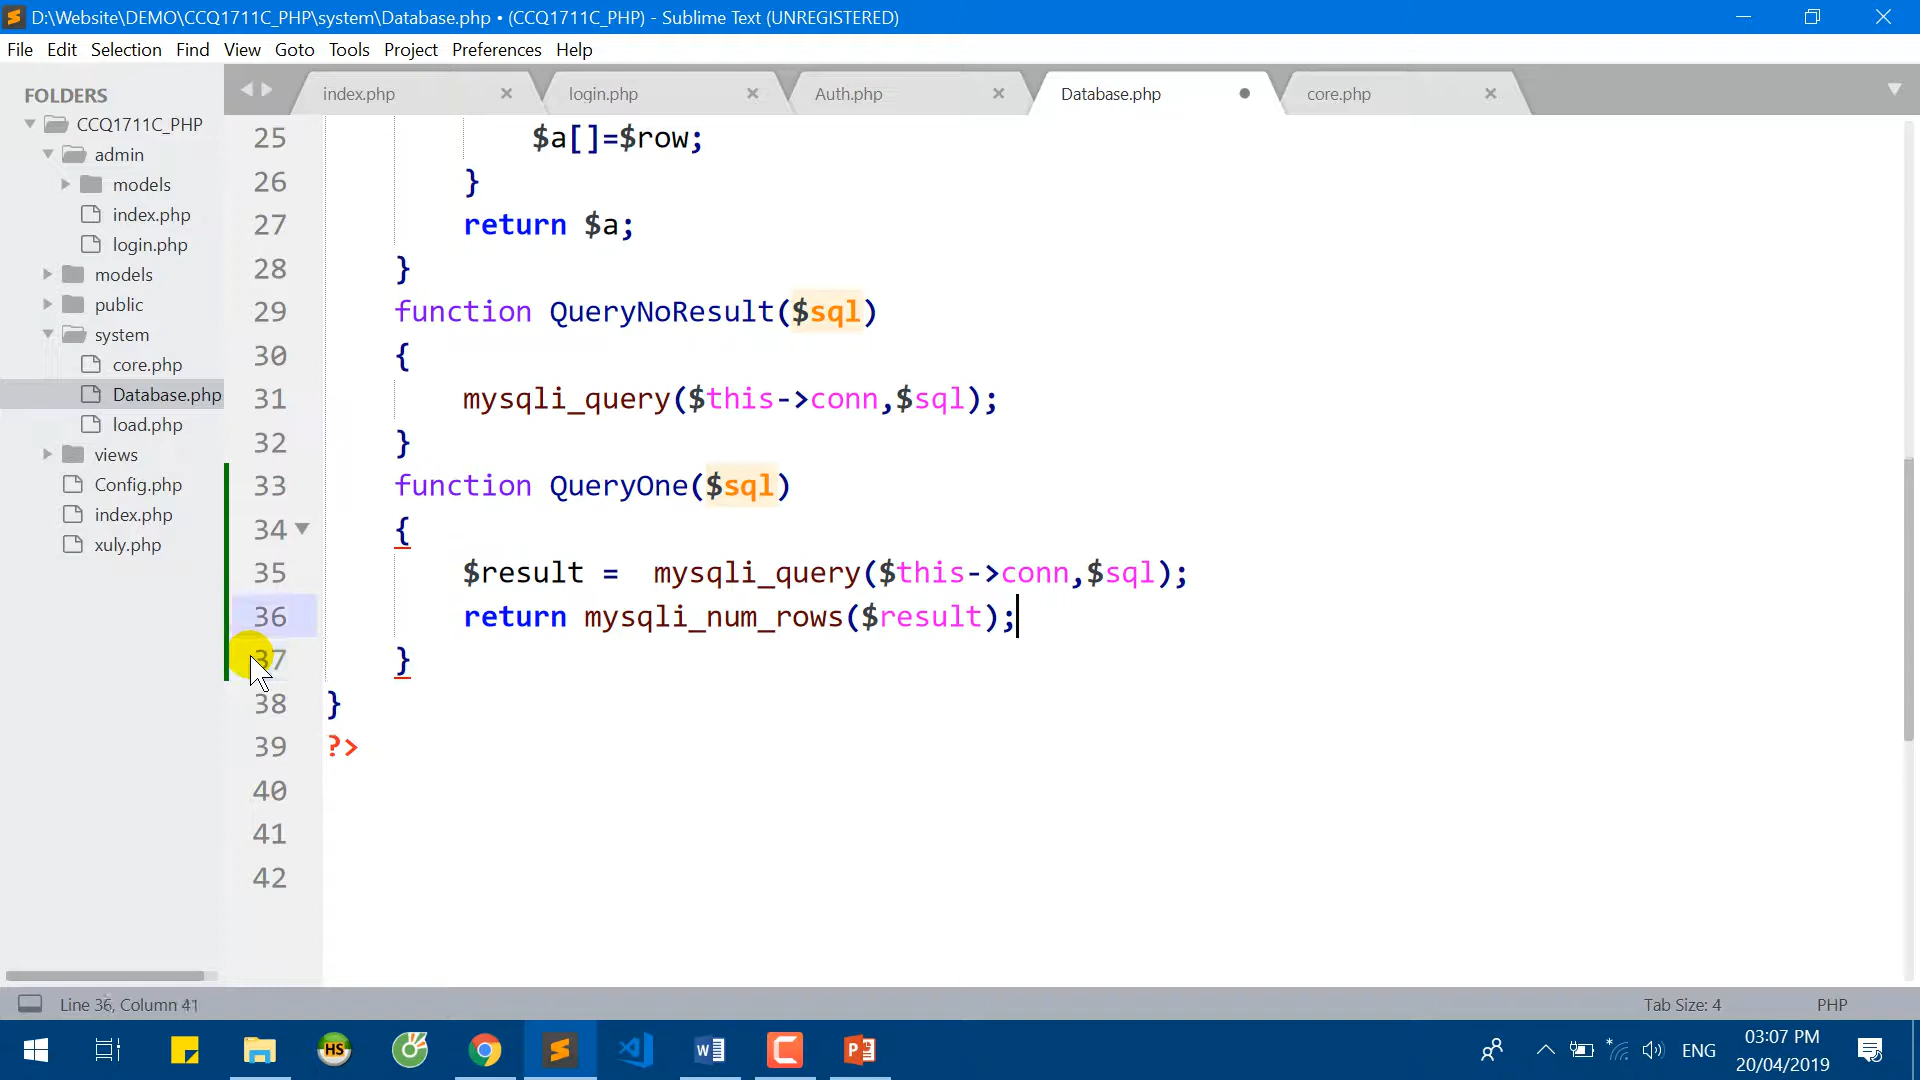 D:\Website\DEMO\CCQ1711C_PHP\system\Database.php • (CCQ1711C_PHP) - Sublime Text (UNREGISTERED)
File Edit Selection Find View Goto Tools Project Preferences Help
FOLDERS
CCQ1711C_PHP
admin
models
index.php
login.php
models
public
system
core.php
Database.php
load.php
views
Config.php
index.php
xuly.php
index.php login.php Auth.php Database.php core.php
25 $a[]=$row;
26 }
27 return $a;
28 }
29 function QueryNoResult($sql)
30 {
31 mysqli_query($this->conn,$sql);
32 }
33 function QueryOne($sql)
34 {
35 $result =  mysqli_query($this->conn,$sql);
36 return mysqli_num_rows($result);
37 }
38 }
39 ?>
40
41
42
Line 36, Column 41 Tab Size: 4 PHP
HS
ENG
03:07 PM
20/04/2019